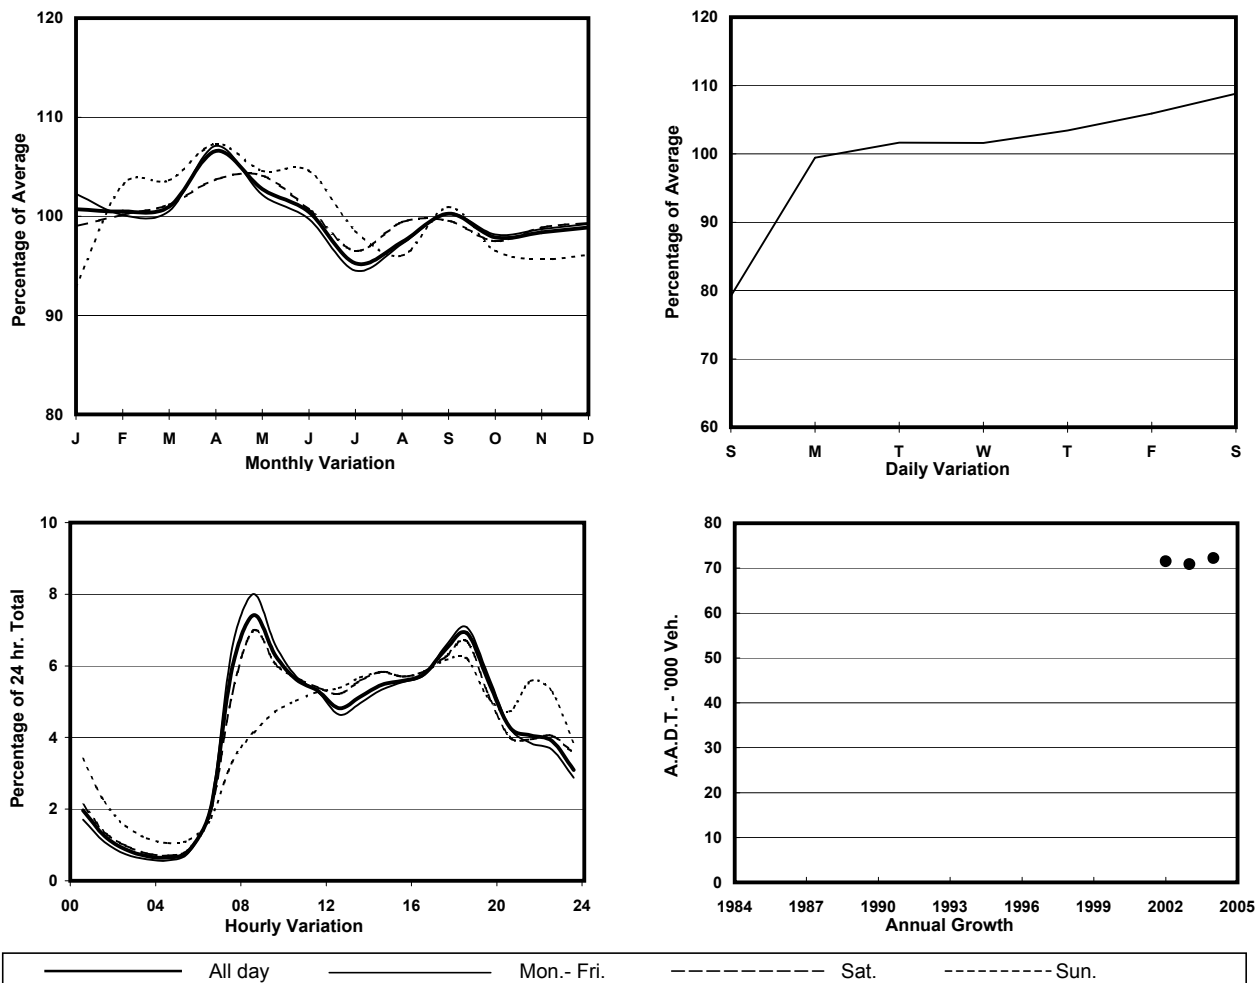 120
110
100
90
80
Percentage of Average
J F M A M J J A S O N D
Monthly Variation
120
110
100
90
80
70
60
Percentage of Average
S M T W T F S
Daily Variation
10
8
6
4
2
0
Percentage of 24 hr. Total
00 04 08 12 16 20 24
Hourly Variation
80
70
60
50
40
30
20
10
0
A.A.D.T. - '000 Veh.
1984 1987 1990 1993 1996 1999 2002 2005
Annual Growth
All day Mon.- Fri. Sat. Sun.